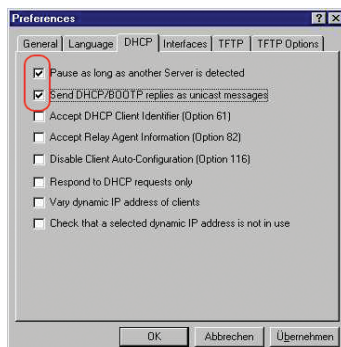 Preferences
General Language DHCP Interfaces TFTP TFTP Options
Pause as long as another Server is detected
Send DHCP/BOOTP replies as unicast messages
Accept DHCP Client Identifier (Option 61)
Accept Relay Agent Information (Option 82)
Disable Client Auto-Configuration (Option 116)
Respond to DHCP requests only
Vary dynamic IP address of clients
Check that a selected dynamic IP address is not in use
OK Abbrechen Übernehmen